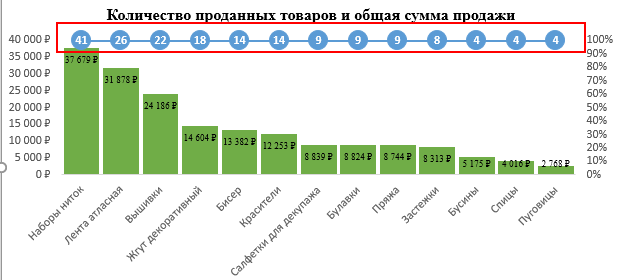 Количество проданных товаров и общая сумма продажи
41 26 22 18 14 14 9 9 9 8 4 4 4
40 000 ₽ 100%
35 000 ₽ 90%
30 000 ₽ 80%
25 000 ₽ 70%
20 000 ₽ 60%
15 000 ₽ 50%
10 000 ₽ 40%
5 000 ₽ 30%
0 ₽ 20%
10%
0%
37 679 ₽ 31 878 ₽ 24 186 ₽ 14 604 ₽ 13 382 ₽ 12 253 ₽ 8 839 ₽ 8 824 ₽ 8 744 ₽ 8 313 ₽ 5 175 ₽ 4 016 ₽ 2 768 ₽
Наборы ниток
Лента атласная
Вышивки
Жгут декоративный
Бисер
Красители
Салфетки для декупажа
Булавки
Пряжа
Застежки
Бусины
Спицы
Пуговицы